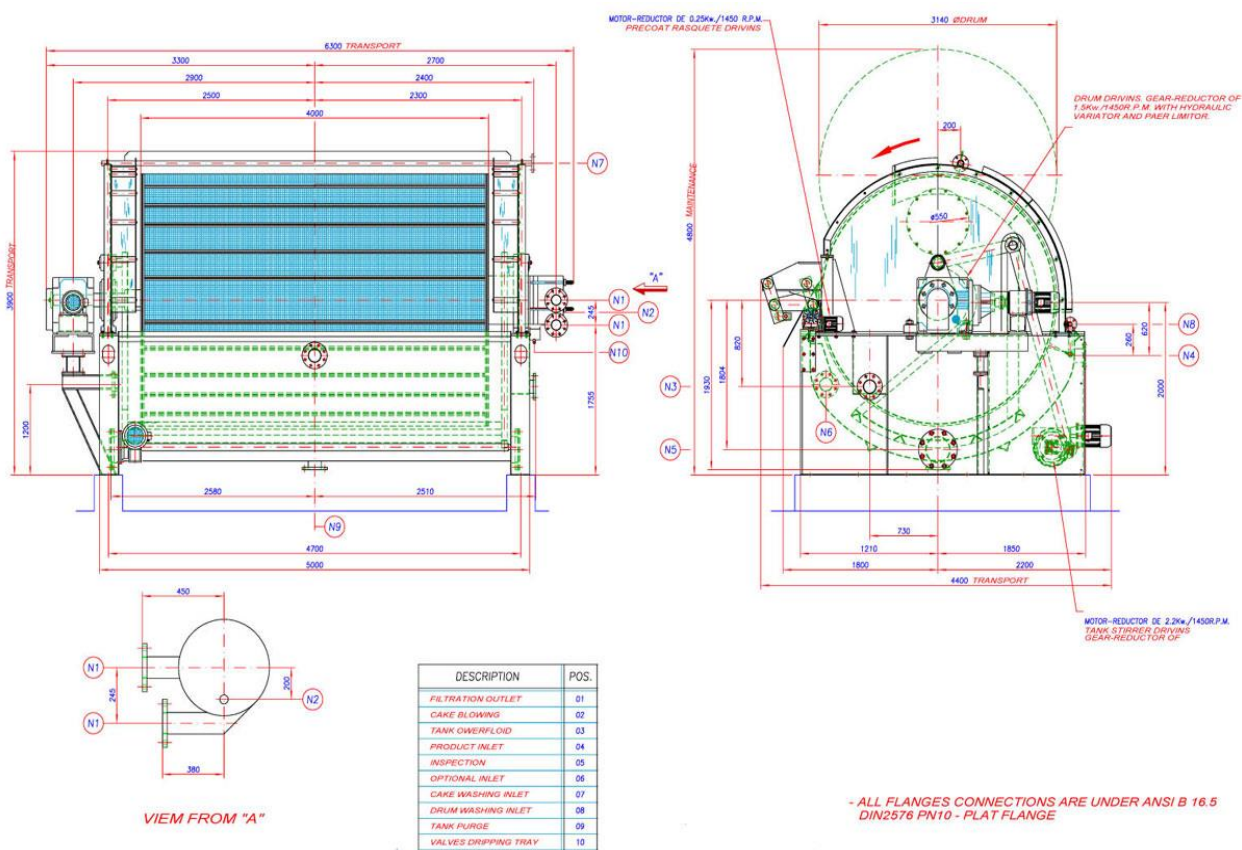 6300 TRANSPORT
3300
2700
2900
2400
2500
2300
4000
3900 TRANSPORT
N7
"A"
N1
N2
N1
245
N10
1755
1200
2580
2510
N9
4700
5000
MOTOR-REDUCTOR DE 0.25Kw./1450 R.P.M.
PRECOAT RASQUETE DRIVINS
3140 ØDRUM
DRUM DRIVINS. GEAR-REDUCTOR OF
1.5Kw./1450R.P.M. WITH HYDRAULIC
VARIATOR AND PAER LIMITOR.
200
4800 MAINTENANCE
ø550
N8
N4
620
260
2000
820
1804
1930
N3
N5
N6
730
1210
1850
1800
2200
4400 TRANSPORT
MOTOR-REDUCTOR DE 2.2Kw./1450R.P.M.
TANK STIRRER DRIVINS
GEAR-REDUCTOR OF
450
N1
N1
245
200
N2
380
VIEM FROM "A"
DESCRIPTION POS.
FILTRATION OUTLET 01
CAKE BLOWING 02
TANK OWERFLOID 03
PRODUCT INLET 04
INSPECTION 05
OPTIONAL INLET 06
CAKE WASHING INLET 07
DRUM WASHING INLET 08
TANK PURGE 09
VALVES DRIPPING TRAY 10
- ALL FLANGES CONNECTIONS ARE UNDER ANSI B 16.5
DIN2576 PN10 - PLAT FLANGE